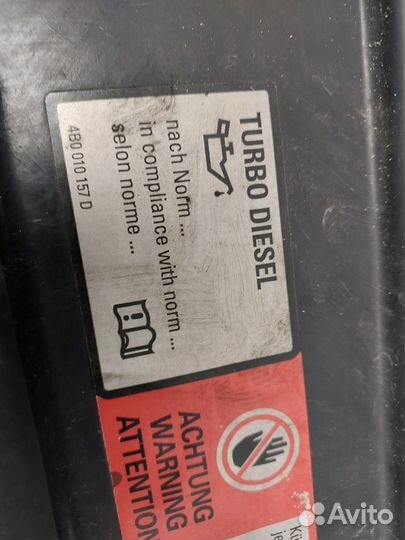 TURBO DIESEL
nach Norm ...
in compliance with norm ...
selon norme ...
4B0 010 157 D
ACHTUNG
WARNING
ATTENTION
Avito